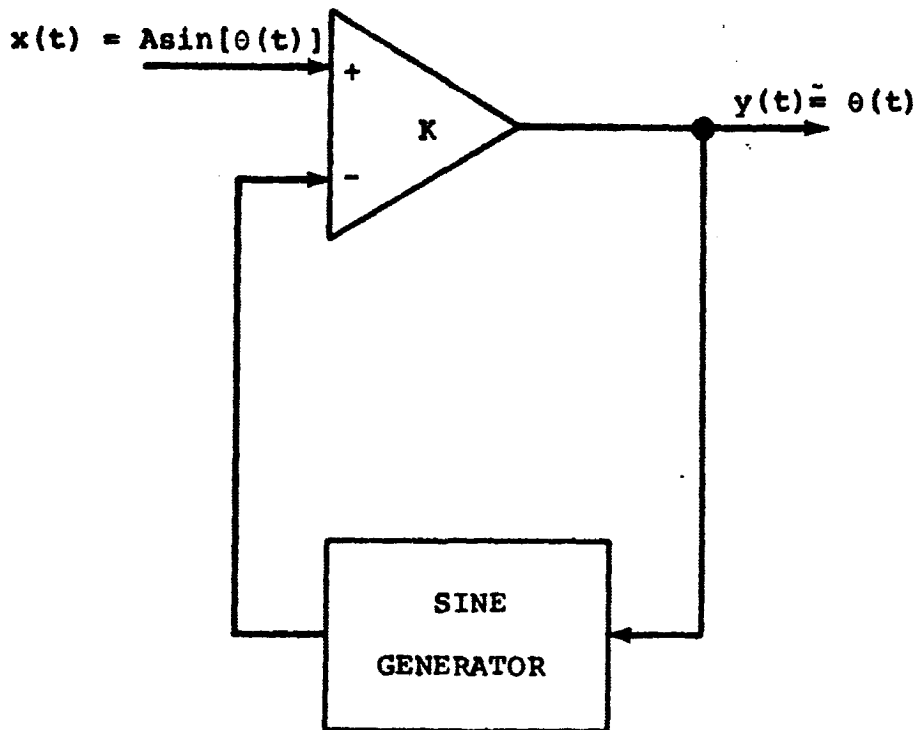 x(t) = Asin[θ(t)]
+
K
y(t) ≅ θ(t)
-
SINE
GENERATOR